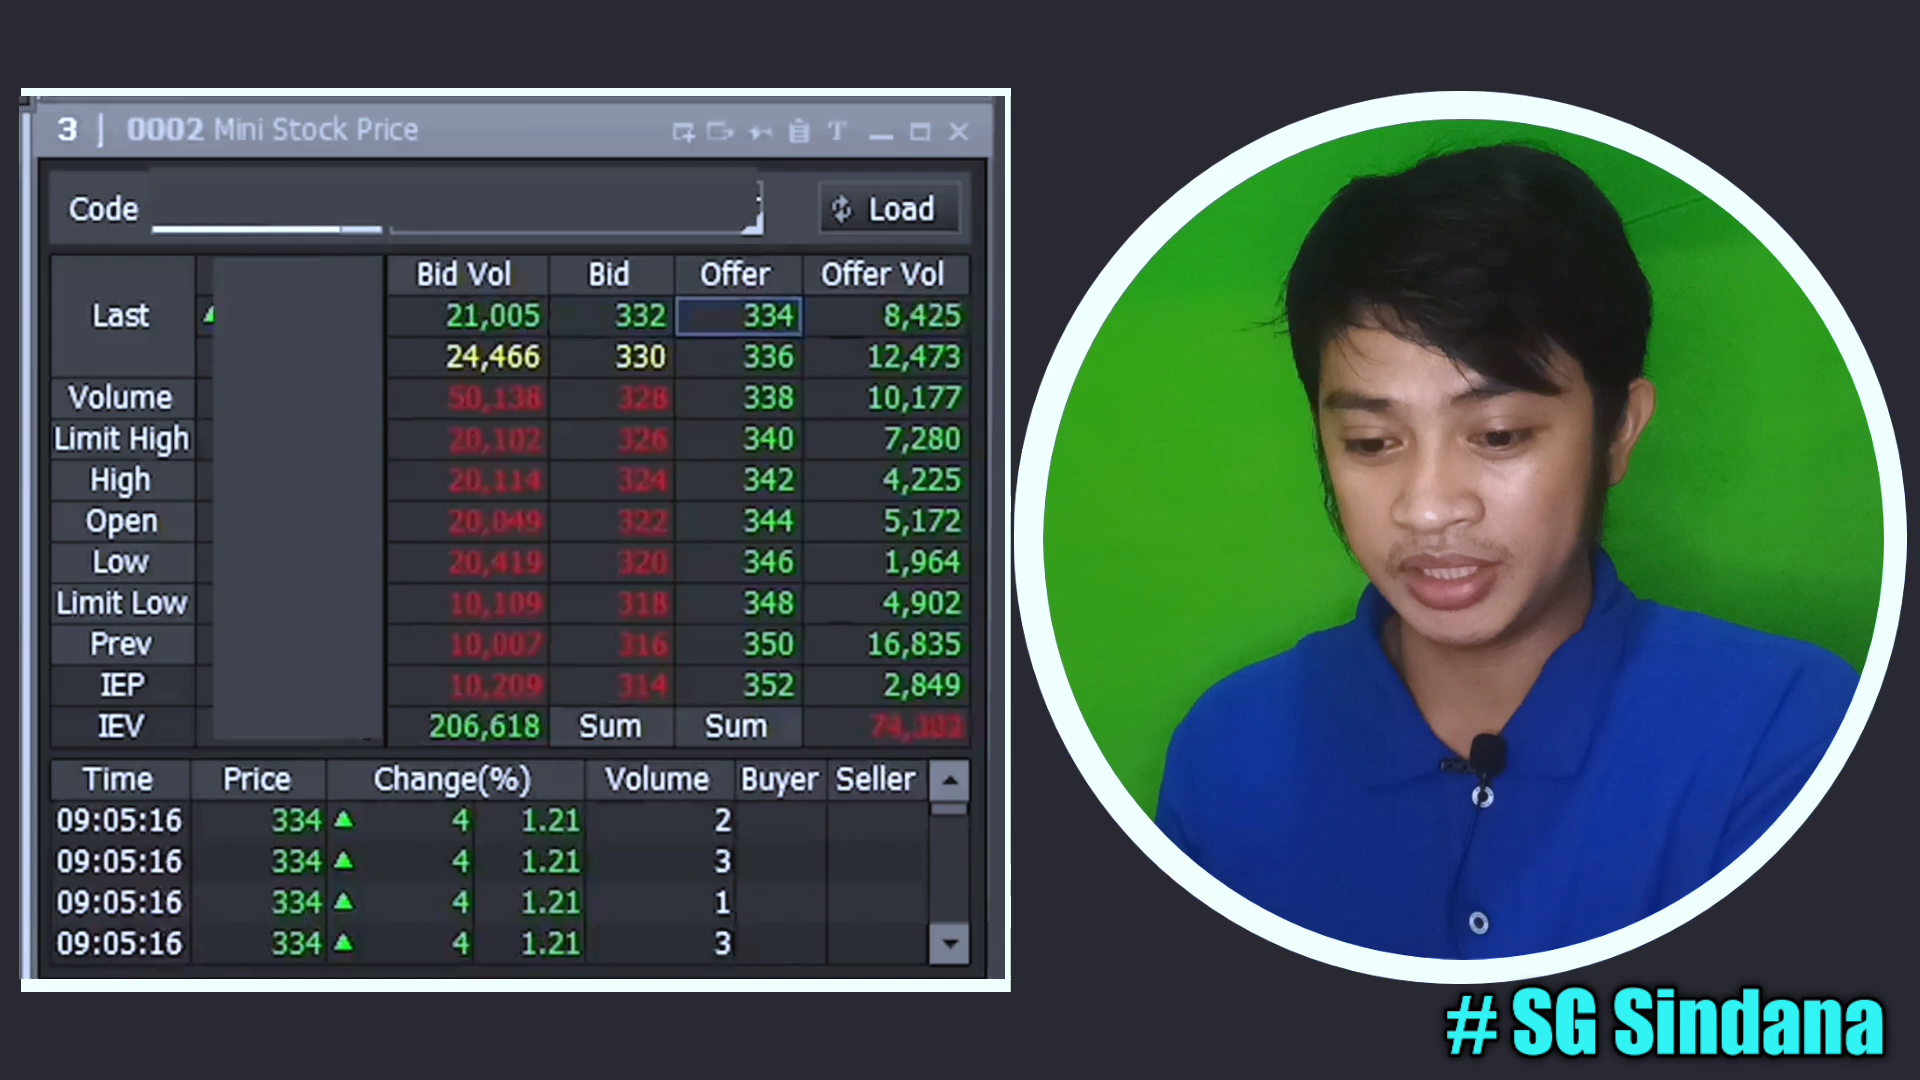 3 | 0002 Mini Stock Price
Code
Load
Bid Vol Bid Offer Offer Vol
Last 21,005 332 334 8,425
24,466 330 336 12,473
Volume 50,138 328 338 10,177
Limit High 20,102 326 340 7,280
High 20,114 324 342 4,225
Open 20,049 322 344 5,172
Low 20,419 320 346 1,964
Limit Low 10,109 318 348 4,902
Prev 10,007 316 350 16,835
IEP 10,209 314 352 2,849
IEV 206,618 Sum Sum
Time Price Change(%) Volume Buyer Seller
09:05:16 334 4 1.21 2
09:05:16 334 4 1.21 3
09:05:16 334 4 1.21 1
09:05:16 334 4 1.21 3
# SG Sindana